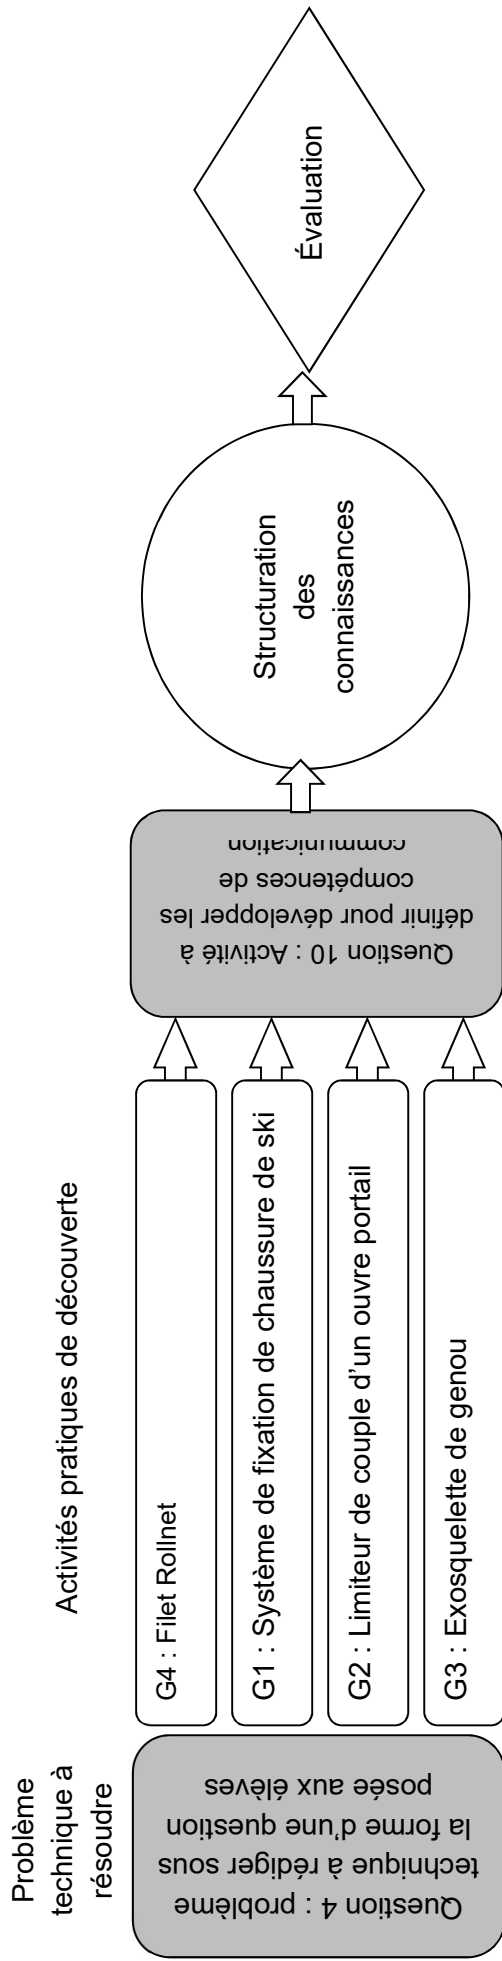 Problème
technique à
résoudre
Question 4 : problème
technique à rédiger sous
la forme d'une question
posée aux élèves
Activités pratiques de découverte
G4 : Filet Rollnet
G1 : Système de fixation de chaussure de ski
G2 : Limiteur de couple d'un ouvre portail
G3 : Exosquelette de genou
Question 10 : Activité à
définir pour développer les
compétences de
communication
Structuration
des
connaissances
Évaluation